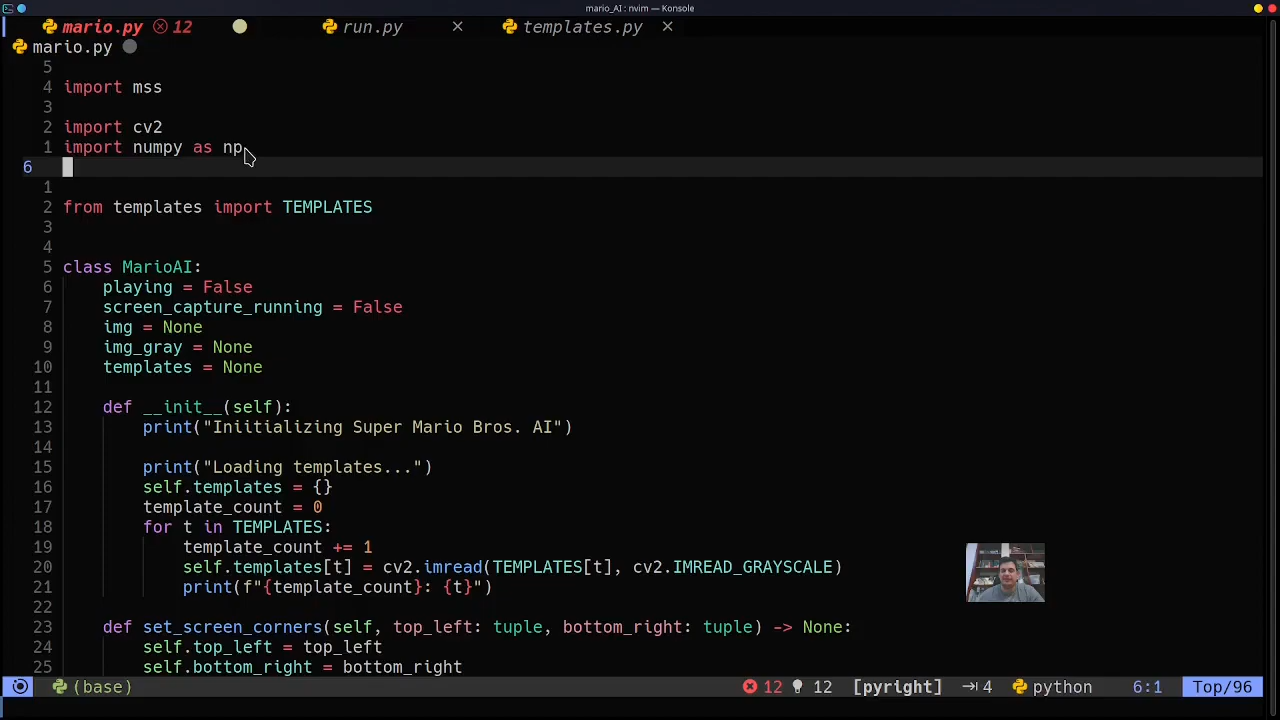 mario_AI : nvim — Konsole
mario.py 12 run.py templates.py
mario.py
5
4 import mss
3
2 import cv2
1 import numpy as np
6
1
2 from templates import TEMPLATES
3
4
5 class MarioAI:
6 playing = False
7 screen_capture_running = False
8 img = None
9 img_gray = None
10 templates = None
11
12 def __init__(self):
13 print("Iniitializing Super Mario Bros. AI")
14
15 print("Loading templates...")
16 self.templates = {}
17 template_count = 0
18 for t in TEMPLATES:
19 template_count += 1
20 self.templates[t] = cv2.imread(TEMPLATES[t], cv2.IMREAD_GRAYSCALE)
21 print(f"{template_count}: {t}")
22
23 def set_screen_corners(self, top_left: tuple, bottom_right: tuple) -> None:
24 self.top_left = top_left
25 self.bottom_right = bottom_right
(base) 12 12 [pyright] 4 python 6:1 Top/96